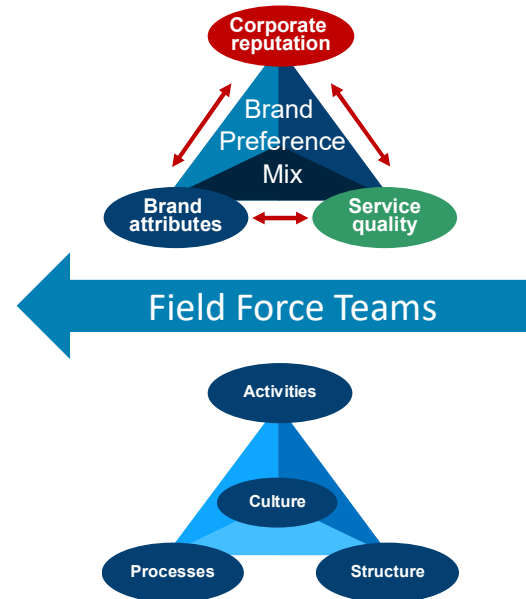 Corporate
reputation
Brand
Preference
Mix
Brand
attributes
Service
quality
Field Force Teams
Activities
Culture
Processes
Structure